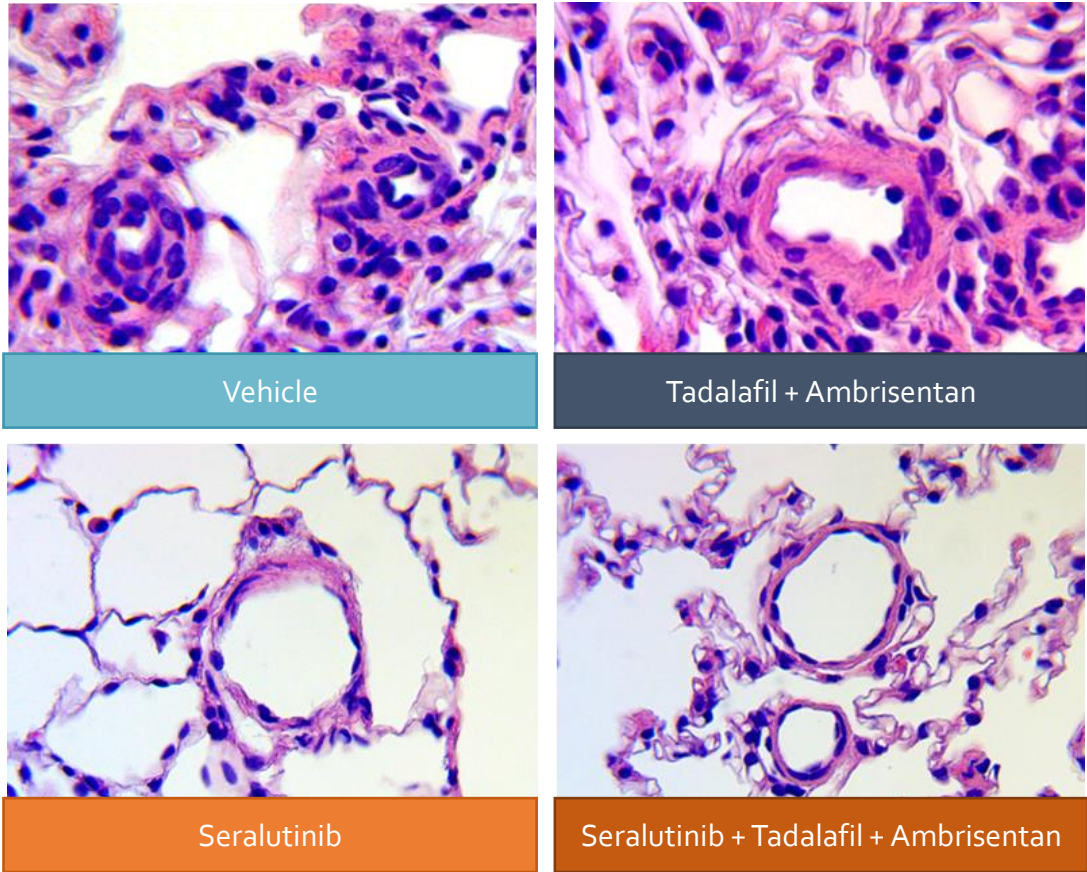 Vehicle
Tadalafil + Ambrisentan
Seralutinib
Seralutinib + Tadalafil + Ambrisentan